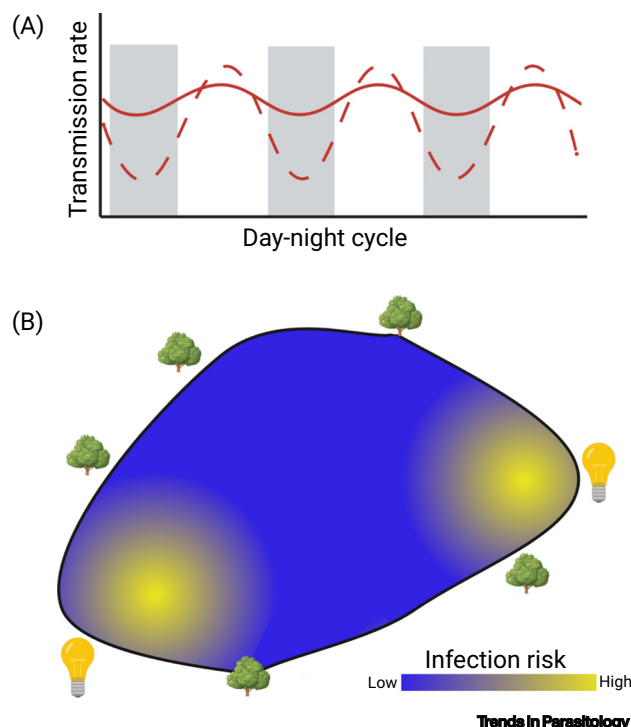 (A)
Transmission rate
Day-night cycle
(B)
Infection risk
Low
High
Trends in Parasitology